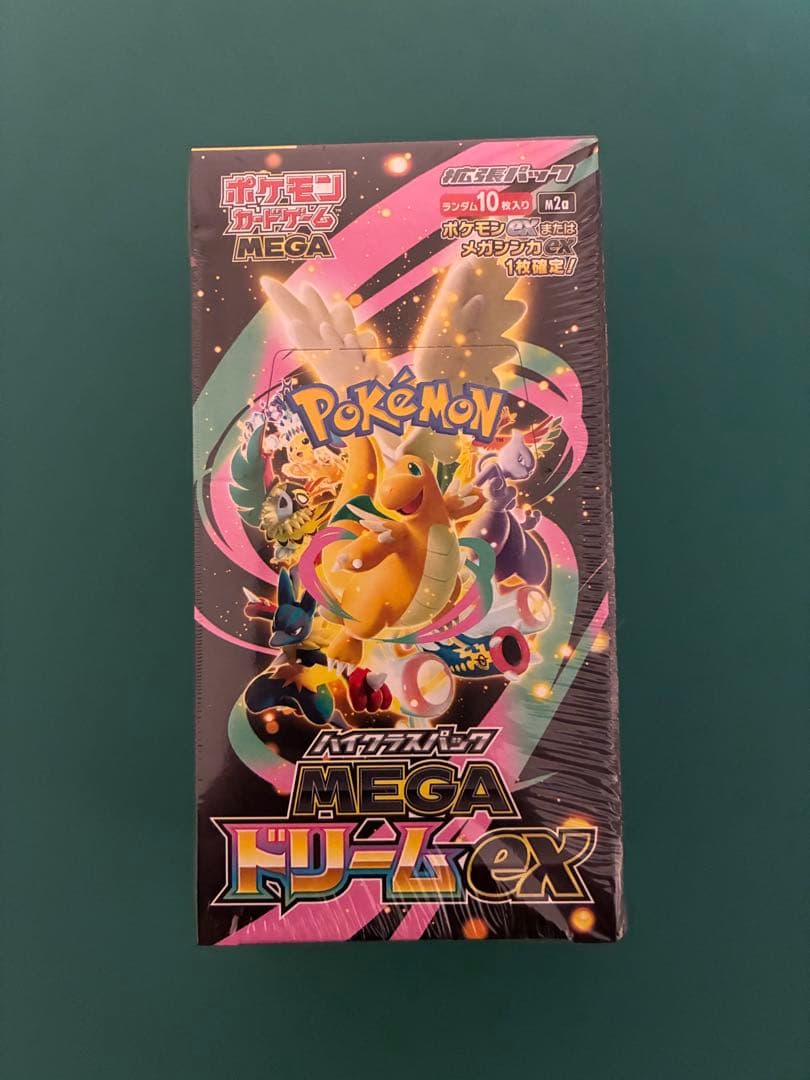 ポケモン
カードゲーム
MEGA
拡張パック
ランダム10枚入り M2a
ポケモンexまたは
メガシンカex
1枚確定!
POKéMON
ハイクラスパック
MEGA
ドリームex